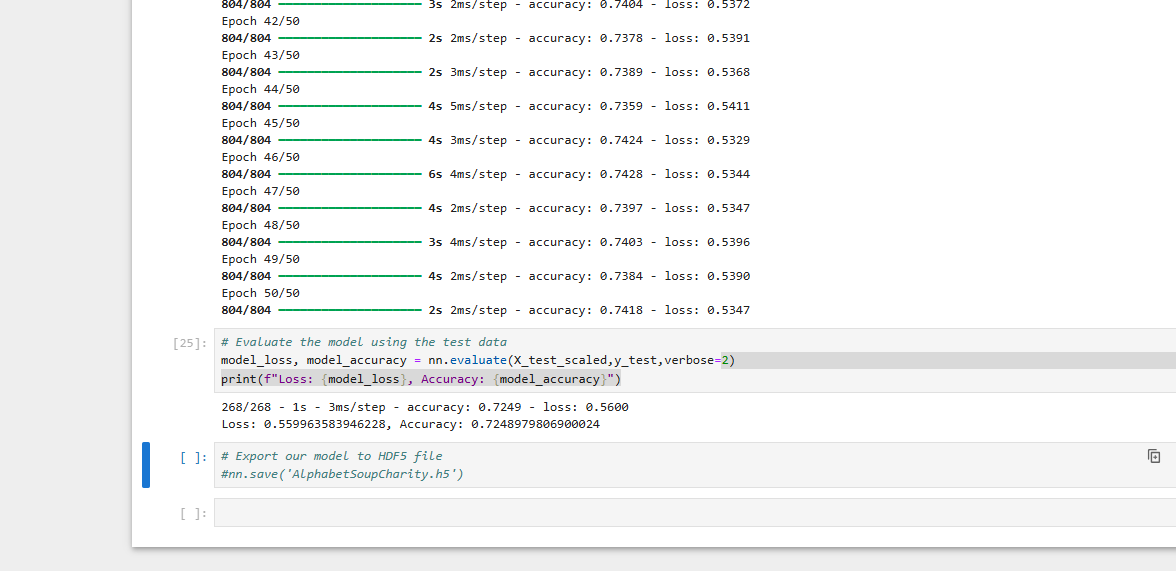 804/804 ━━━━━━━━━━━━━━━━━━━━ 3s 2ms/step - accuracy: 0.7404 - loss: 0.5372
Epoch 42/50
804/804 ━━━━━━━━━━━━━━━━━━━━ 2s 2ms/step - accuracy: 0.7378 - loss: 0.5391
Epoch 43/50
804/804 ━━━━━━━━━━━━━━━━━━━━ 2s 3ms/step - accuracy: 0.7389 - loss: 0.5368
Epoch 44/50
804/804 ━━━━━━━━━━━━━━━━━━━━ 4s 5ms/step - accuracy: 0.7359 - loss: 0.5411
Epoch 45/50
804/804 ━━━━━━━━━━━━━━━━━━━━ 4s 3ms/step - accuracy: 0.7424 - loss: 0.5329
Epoch 46/50
804/804 ━━━━━━━━━━━━━━━━━━━━ 6s 4ms/step - accuracy: 0.7428 - loss: 0.5344
Epoch 47/50
804/804 ━━━━━━━━━━━━━━━━━━━━ 4s 2ms/step - accuracy: 0.7397 - loss: 0.5347
Epoch 48/50
804/804 ━━━━━━━━━━━━━━━━━━━━ 3s 4ms/step - accuracy: 0.7403 - loss: 0.5396
Epoch 49/50
804/804 ━━━━━━━━━━━━━━━━━━━━ 4s 2ms/step - accuracy: 0.7384 - loss: 0.5390
Epoch 50/50
804/804 ━━━━━━━━━━━━━━━━━━━━ 2s 2ms/step - accuracy: 0.7418 - loss: 0.5347
[25]: # Evaluate the model using the test data
model_loss, model_accuracy = nn.evaluate(X_test_scaled,y_test,verbose=2)
print(f"Loss: {model_loss}, Accuracy: {model_accuracy}")
268/268 - 1s - 3ms/step - accuracy: 0.7249 - loss: 0.5600
Loss: 0.559963583946228, Accuracy: 0.7248979806900024
[ ]: # Export our model to HDF5 file
#nn.save('AlphabetSoupCharity.h5')
[ ]: